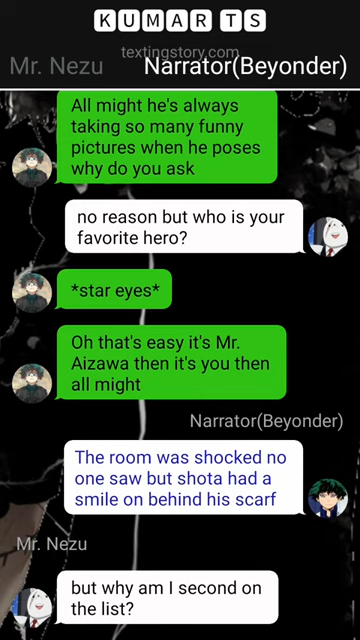 KUMAR TS
textingstory.com
Mr. Nezu Narrator(Beyonder)
All might he's always
taking so many funny
pictures when he poses
why do you ask
no reason but who is your
favorite hero?
*star eyes*
Oh that's easy it's Mr.
Aizawa then it's you then
all might
Narrator(Beyonder)
The room was shocked no
one saw but shota had a
smile on behind his scarf
Mr. Nezu
but why am I second on
the list?